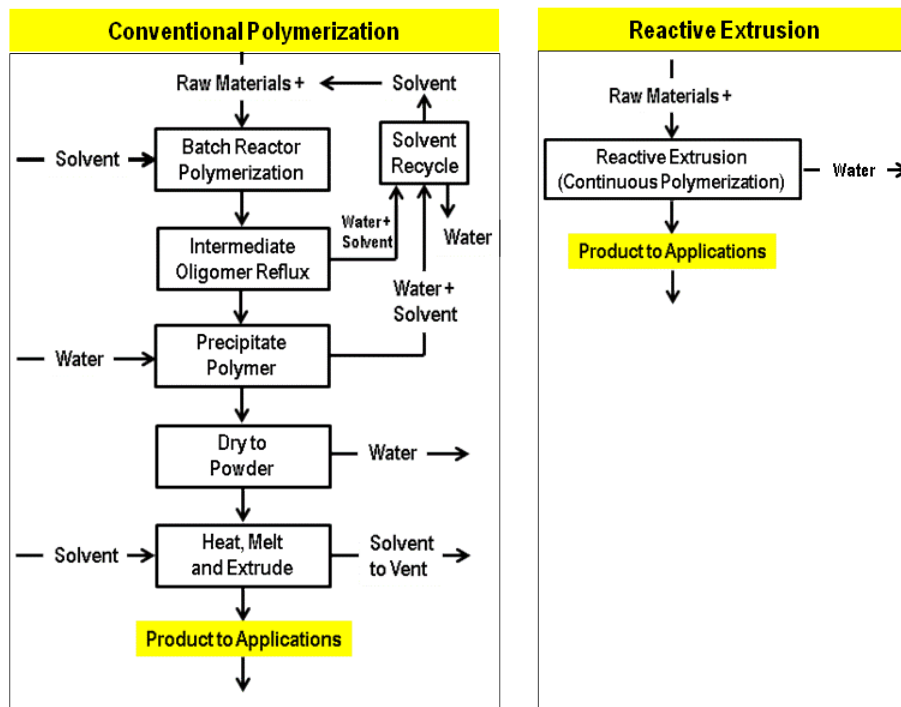 Conventional Polymerization
Raw Materials +
Solvent
Solvent
Batch Reactor
Polymerization
Solvent
Recycle
Water+
Solvent
Water
Intermediate
Oligomer Reflux
Water +
Solvent
Water
Precipitate
Polymer
Dry to
Powder
Water
Solvent
Heat, Melt
and Extrude
Solvent
to Vent
Product to Applications
Reactive Extrusion
Raw Materials +
Reactive Extrusion
(Continuous Polymerization)
Water
Product to Applications